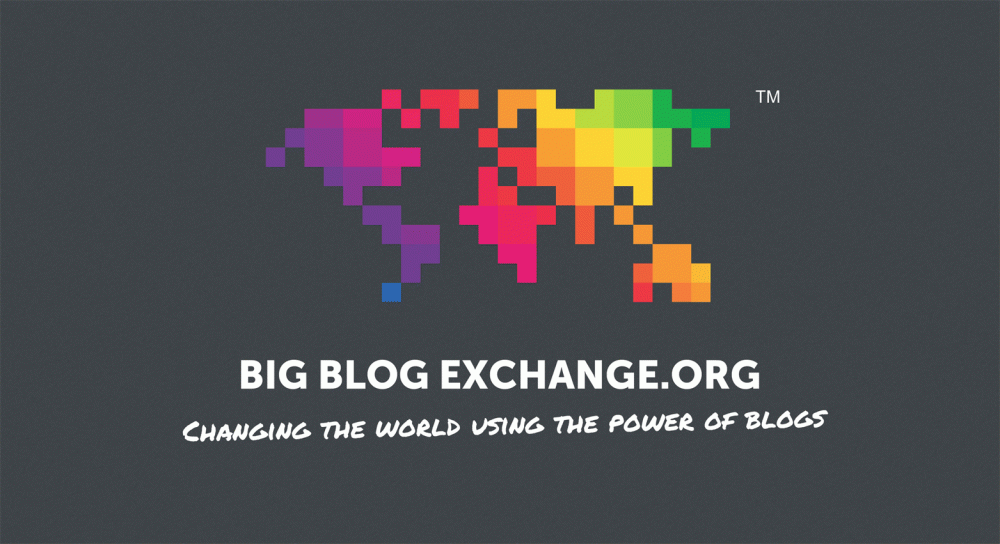 TM
BIG BLOG EXCHANGE.ORG
CHANGING THE WORLD USING THE POWER OF BLOGS